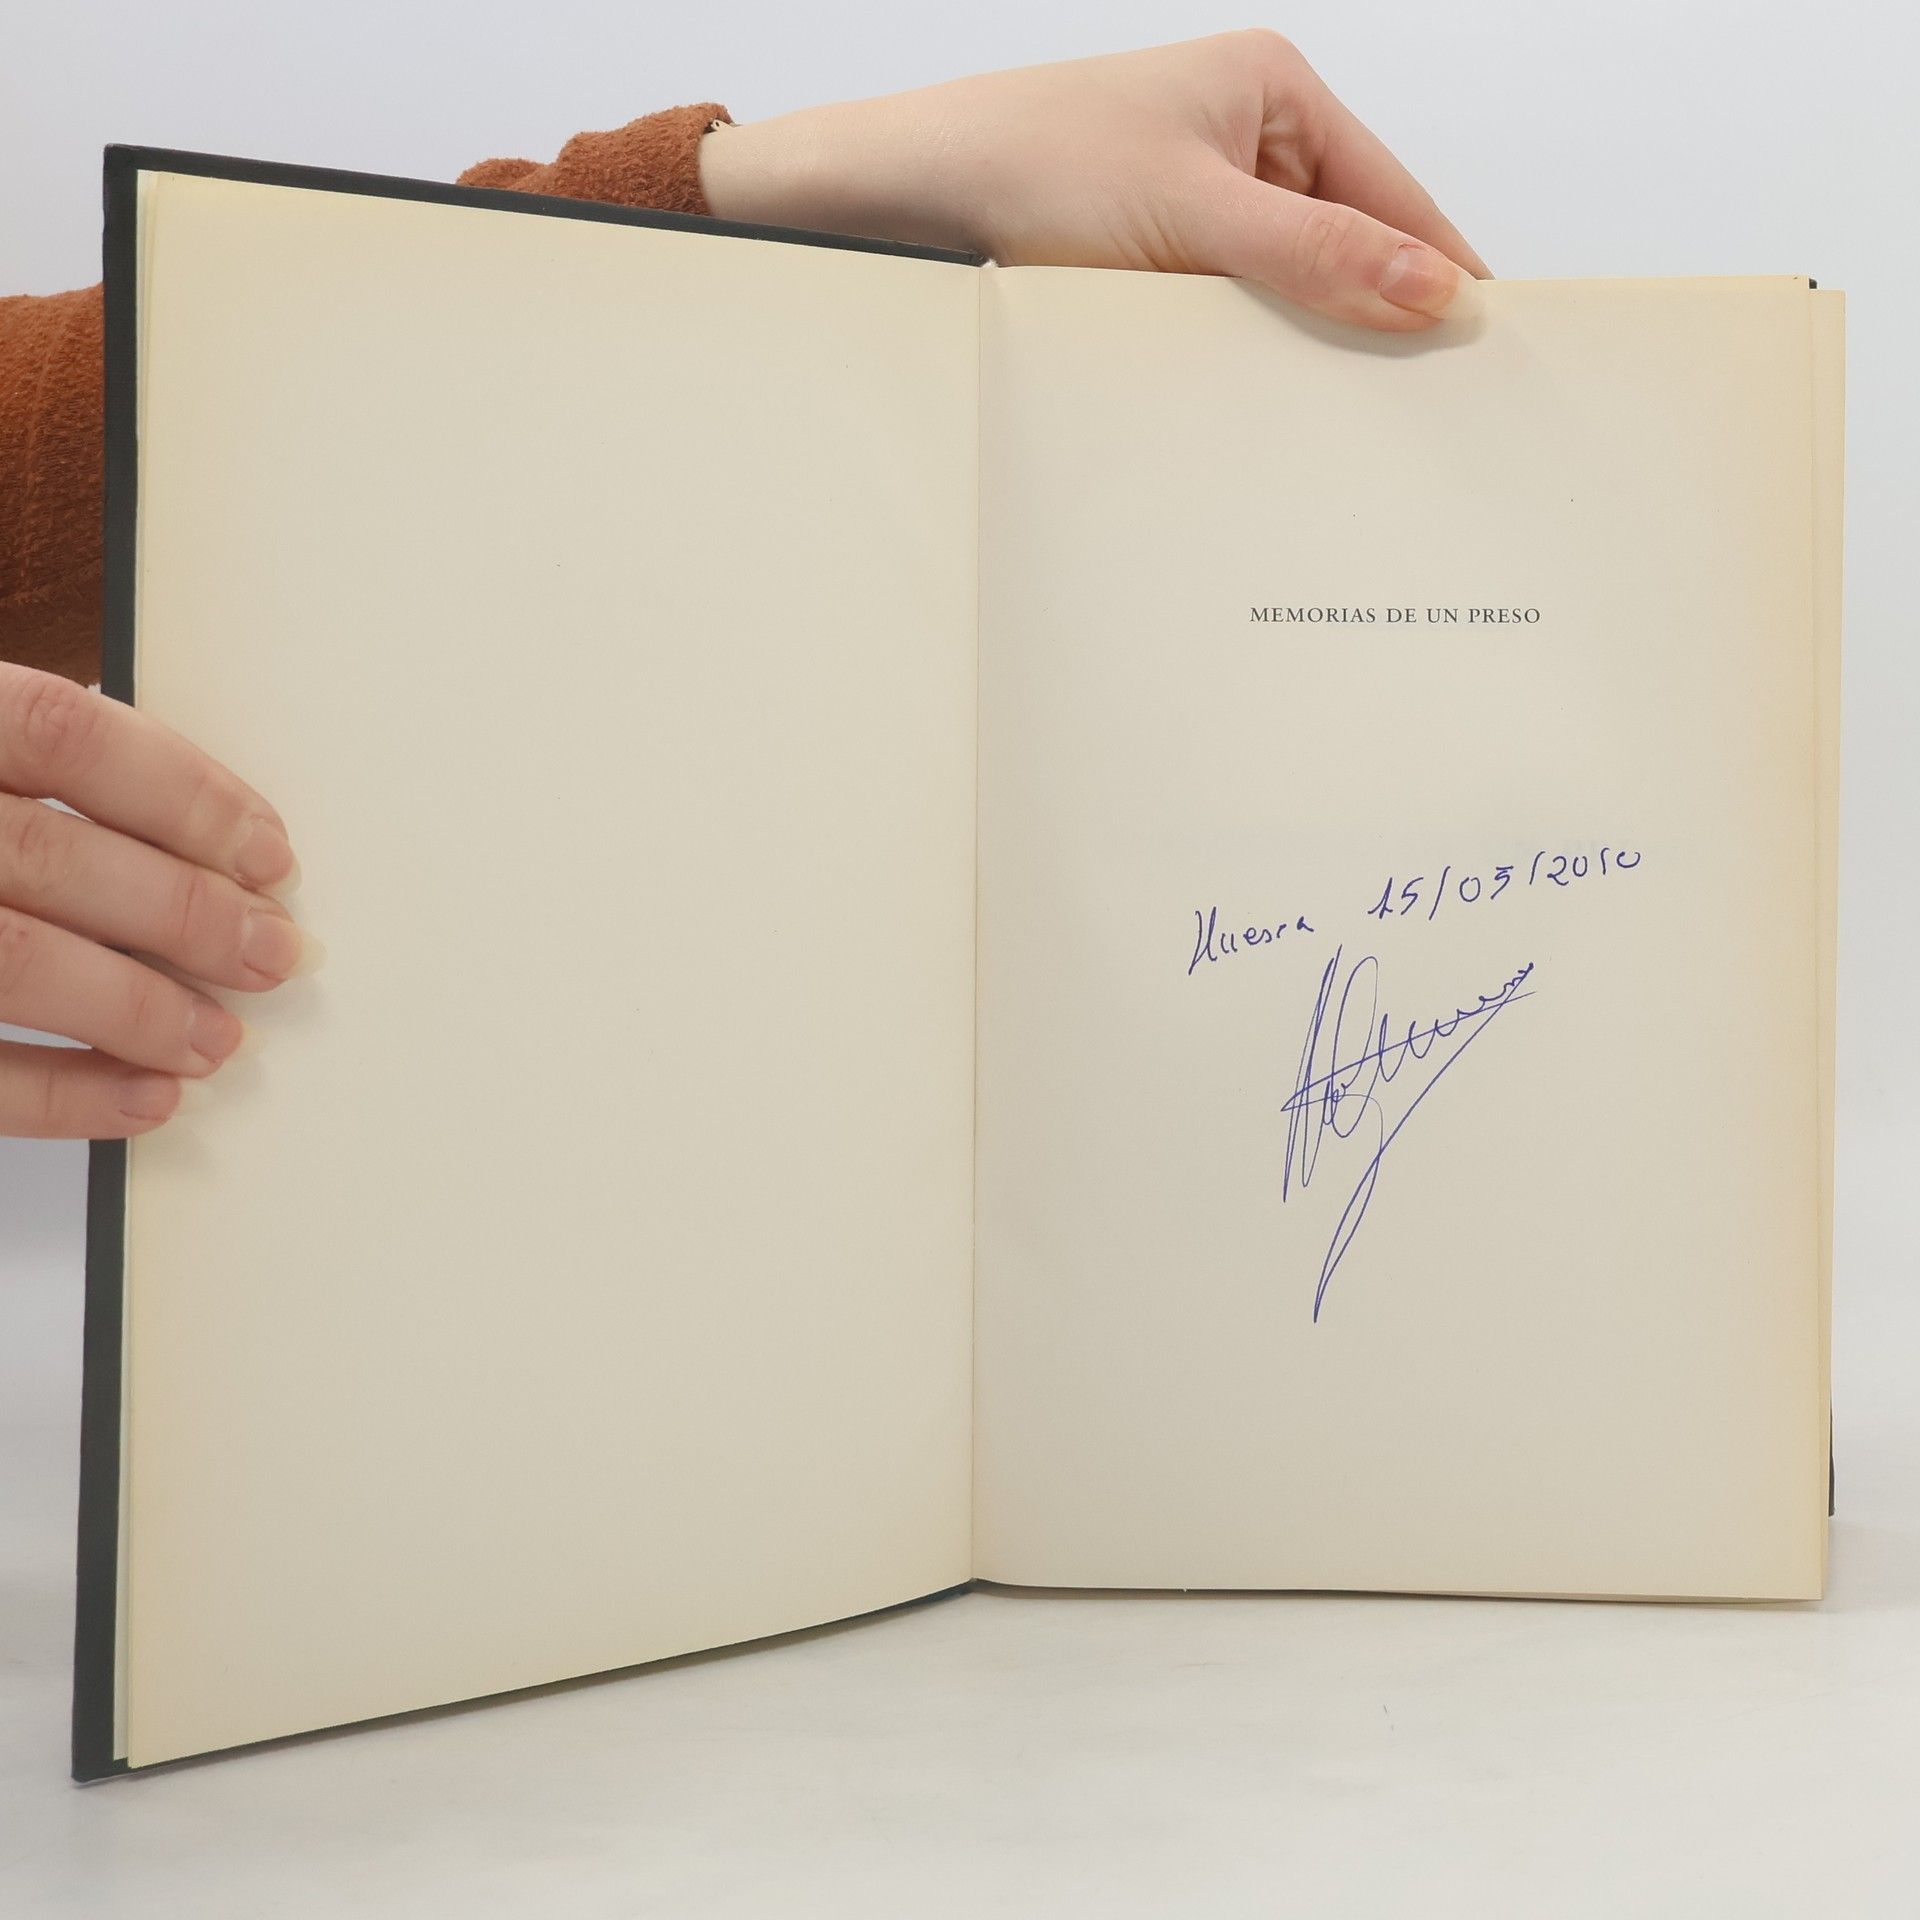 MEMORIAS DE UN PRESO
Huesca 15/05/2010